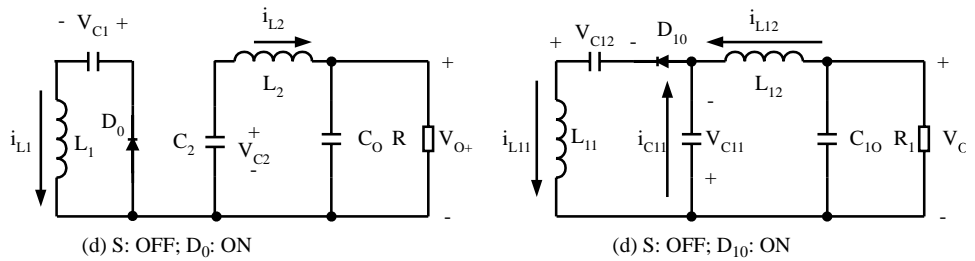 - V_C1 +
i_L2
L_2
i_L1
L_1
D_0
C_2
+
V_C2
-
C_O
R
+
V_O+
-
(d) S: OFF; D_0: ON
+ V_C12 -
D_10
i_L12
L_12
i_L11
L_11
i_C11
-
V_C11
+
C_1O
R_1
+
V_O
-
(d) S: OFF; D_10: ON